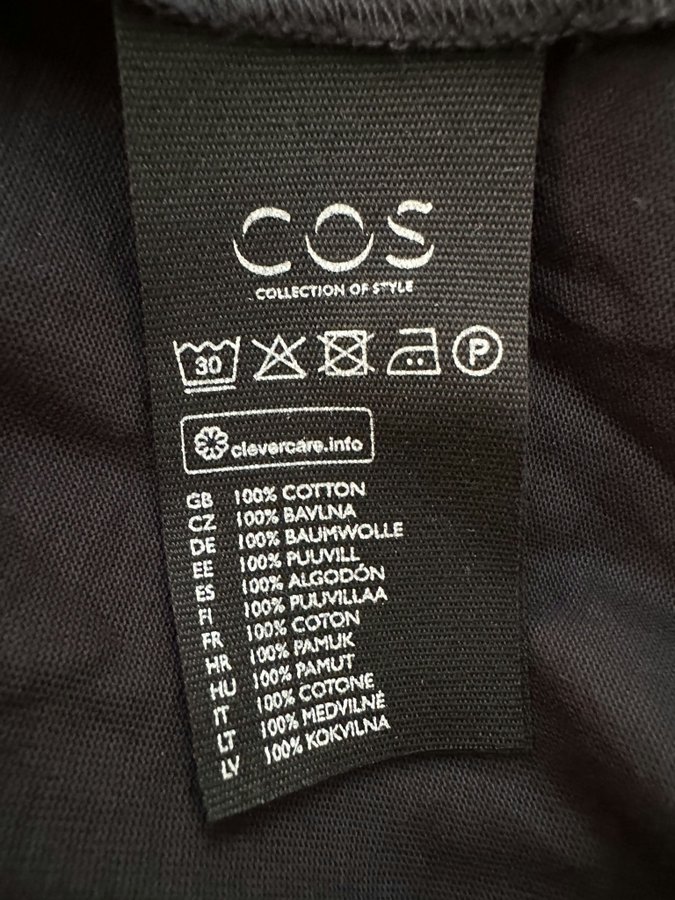 COS
COLLECTION OF STYLE
30 P
clevercare.info
GB 100% COTTON
CZ 100% BAVLNA
DE 100% BAUMWOLLE
EE 100% PUUVILL
ES 100% ALGODÓN
FI 100% PUUVILLAA
FR 100% COTON
HR 100% PAMUK
HU 100% PAMUT
IT 100% COTONE
LT 100% MEDVILNĖ
LV 100% KOKVILNA